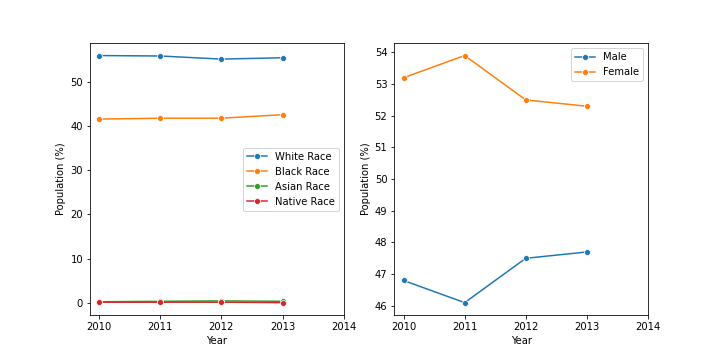 50
40
30
20
10
0
Population (%)
White Race
Black Race
Asian Race
Native Race
2010 2011 2012 2013 2014
Year
54
53
52
51
50
49
48
47
46
Population (%)
Male
Female
2010 2011 2012 2013 2014
Year